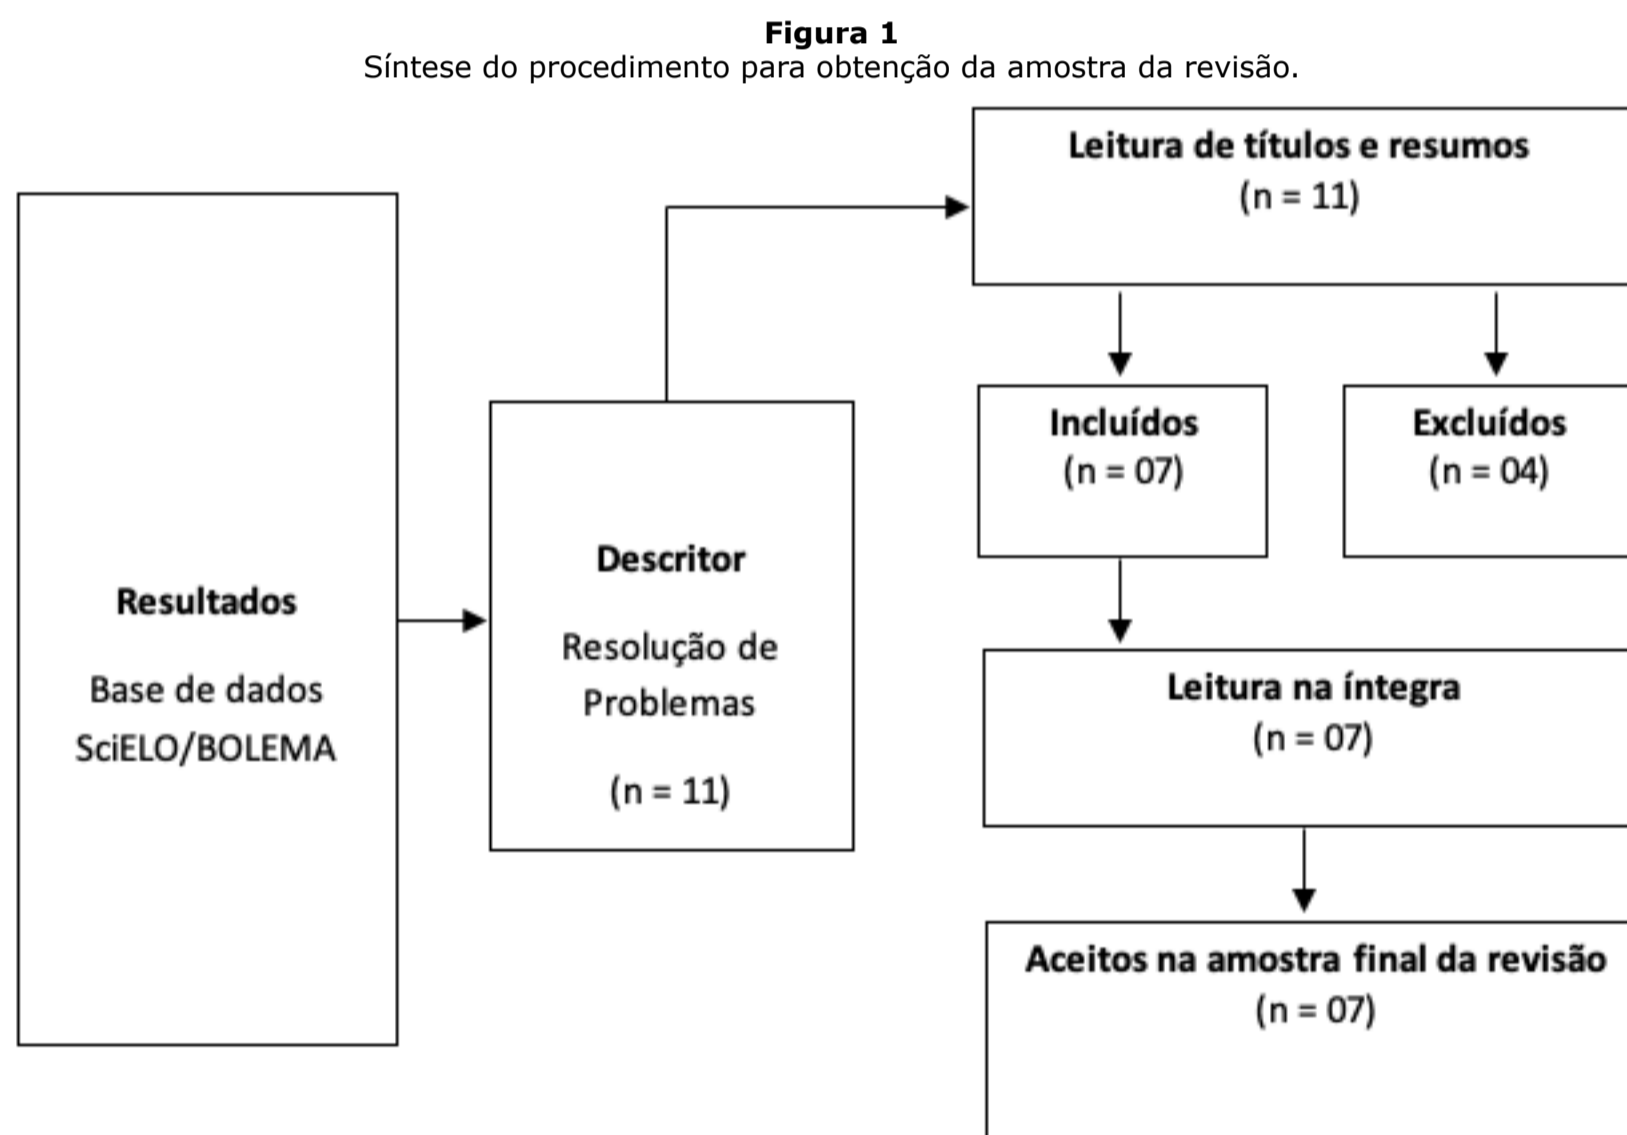 Figura 1
Síntese do procedimento para obtenção da amostra da revisão.
Resultados
Base de dados
SciELO/BOLEMA
Descritor
Resolução de
Problemas
(n = 11)
Leitura de títulos e resumos
(n = 11)
Incluídos
(n = 07)
Excluídos
(n = 04)
Leitura na íntegra
(n = 07)
Aceitos na amostra final da revisão
(n = 07)